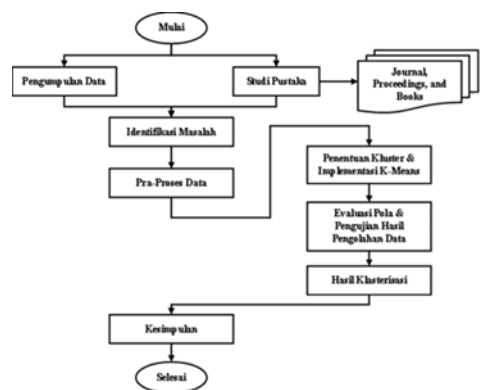 Mulai
Pengumpulan Data
Studi Pustaka
Journal,
Proceedings, and
Books
Identifikasi Masalah
Pra-Proses Data
Penentuan Kluster &
Implementasi K-Means
Evaluasi Pola &
Pengujian Hasil
Pengolahan Data
Hasil Klasterisasi
Kesimpulan
Selesai